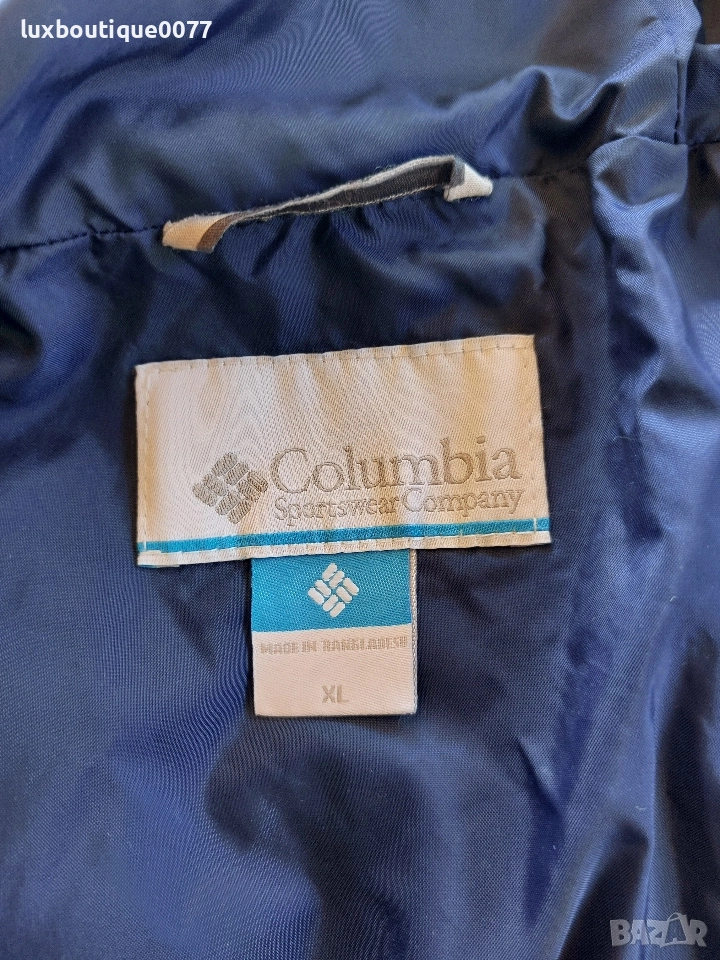 luxboutique0077
Columbia
Sportswear Company
MADE IN BANGLADESH
XL
BAZAR